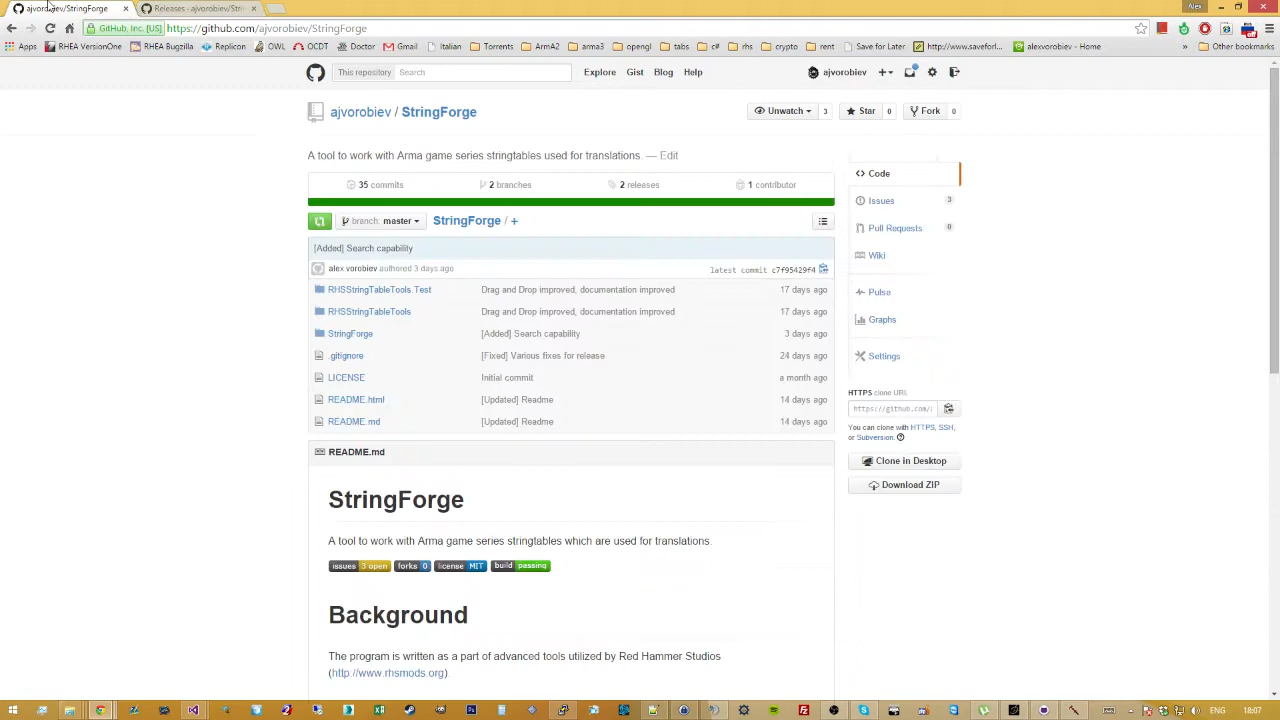 ajvorobiev/StringForge
Releases · ajvorobiev/Stri
Alex
GitHub, Inc. [US] https://github.com/ajvorobiev/StringForge
Apps RHEA VersionOne RHEA Bugzilla Replicon OWL OCDT Doctor Gmail Italian Torrents ArmA2 arma3 opengl tabs c# rhs crypto rent Save for Later http://www.savefor... alexvorobiev - Home » Other bookmarks
This repository Search Explore Gist Blog Help ajvorobiev
ajvorobiev / StringForge Unwatch 3 Star 0 Fork 0
A tool to work with Arma game series stringtables used for translations. — Edit
35 commits 2 branches 2 releases 1 contributor
branch: master StringForge / +
[Added] Search capability
alex vorobiev authored 3 days ago latest commit c7f95429f4
RHSStringTableTools.Test Drag and Drop improved, documentation improved 17 days ago
RHSStringTableTools Drag and Drop improved, documentation improved 17 days ago
StringForge [Added] Search capability 3 days ago
.gitignore [Fixed] Various fixes for release 24 days ago
LICENSE Initial commit a month ago
README.html [Updated] Readme 14 days ago
README.md [Updated] Readme 14 days ago
Code
Issues 3
Pull Requests 0
Wiki
Pulse
Graphs
Settings
HTTPS clone URL
https://github.com/
You can clone with HTTPS, SSH,
or Subversion.
Clone in Desktop
Download ZIP
README.md
StringForge
A tool to work with Arma game series stringtables which are used for translations.
issues 3 open forks 0 license MIT build passing
Background
The program is written as a part of advanced tools utilized by Red Hammer Studios
(http://www.rhsmods.org).
ENG 18:07